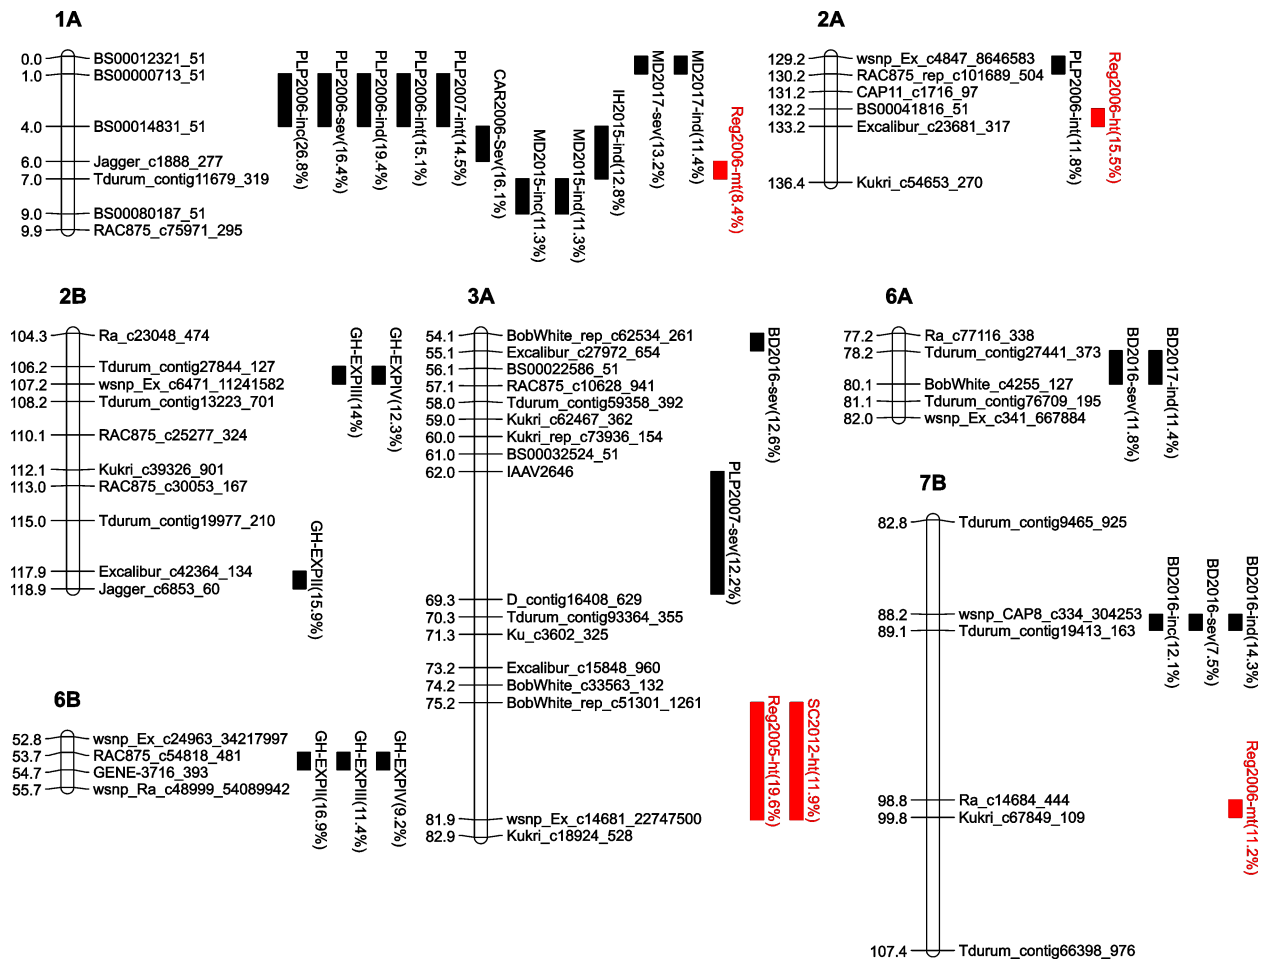 1A
0.0 BS00012321_51
1.0 BS00000713_51
4.0 BS00014831_51
6.0 Jagger_c1888_277
7.0 Tdurum_contig11679_319
9.0 BS00080187_51
9.9 RAC875_c75971_295
PLP2006-inc(26.8%)
PLP2006-sev(16.4%)
PLP2006-ind(19.4%)
PLP2006-int(15.1%)
PLP2007-int(14.5%)
CAR2006-Sev(16.1%)
MD2015-inc(11.3%)
MD2015-ind(11.3%)
IH2015-ind(12.8%)
MD2017-sev(13.2%)
MD2017-ind(11.4%)
Reg2006-mt(8.4%)
2A
129.2 wsnp_Ex_c4847_8646583
130.2 RAC875_rep_c101689_504
131.2 CAP11_c1716_97
132.2 BS00041816_51
133.2 Excalibur_c23681_317
136.4 Kukri_c54653_270
PLP2006-int(11.8%)
Reg2006-ht(15.5%)
2B
104.3 Ra_c23048_474
106.2 Tdurum_contig27844_127
107.2 wsnp_Ex_c6471_11241582
108.2 Tdurum_contig13223_701
110.1 RAC875_c25277_324
112.1 Kukri_c39326_901
113.0 RAC875_c30053_167
115.0 Tdurum_contig19977_210
117.9 Excalibur_c42364_134
118.9 Jagger_c6853_60
GH-EXPII(15.9%)
GH-EXPIII(14%)
GH-EXPIV(12.3%)
3A
54.1 BobWhite_rep_c62534_261
55.1 Excalibur_c27972_654
56.1 BS00022586_51
57.1 RAC875_c10628_941
58.0 Tdurum_contig59358_392
59.0 Kukri_c62467_362
60.0 Kukri_rep_c73936_154
61.0 BS00032524_51
62.0 IAAV2646
69.3 D_contig16408_629
70.3 Tdurum_contig93364_355
71.3 Ku_c3602_325
73.2 Excalibur_c15848_960
74.2 BobWhite_c33563_132
75.2 BobWhite_rep_c51301_1261
81.9 wsnp_Ex_c14681_22747500
82.9 Kukri_c18924_528
PLP2007-sev(12.2%)
BD2016-sev(12.6%)
Reg2005-ht(19.6%)
SC2012-ht(11.9%)
6A
77.2 Ra_c77116_338
78.2 Tdurum_contig27441_373
80.1 BobWhite_c4255_127
81.1 Tdurum_contig76709_195
82.0 wsnp_Ex_c341_667884
BD2016-sev(11.8%)
BD2017-ind(11.4%)
6B
52.8 wsnp_Ex_c24963_34217997
53.7 RAC875_c54818_481
54.7 GENE-3716_393
55.7 wsnp_Ra_c48999_54089942
GH-EXPII(16.9%)
GH-EXPIII(11.4%)
GH-EXPIV(9.2%)
7B
82.8 Tdurum_contig9465_925
88.2 wsnp_CAP8_c334_304253
89.1 Tdurum_contig19413_163
98.8 Ra_c14684_444
99.8 Kukri_c67849_109
107.4 Tdurum_contig66398_976
BD2016-inc(12.1%)
BD2016-sev(7.5%)
BD2016-ind(14.3%)
Reg2006-mt(11.2%)